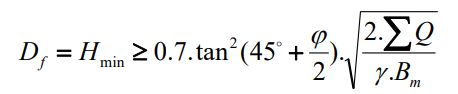 D_f = H_min ≥ 0.7.tan²(45° + φ/2).√(2.∑Q / γ.B_m)